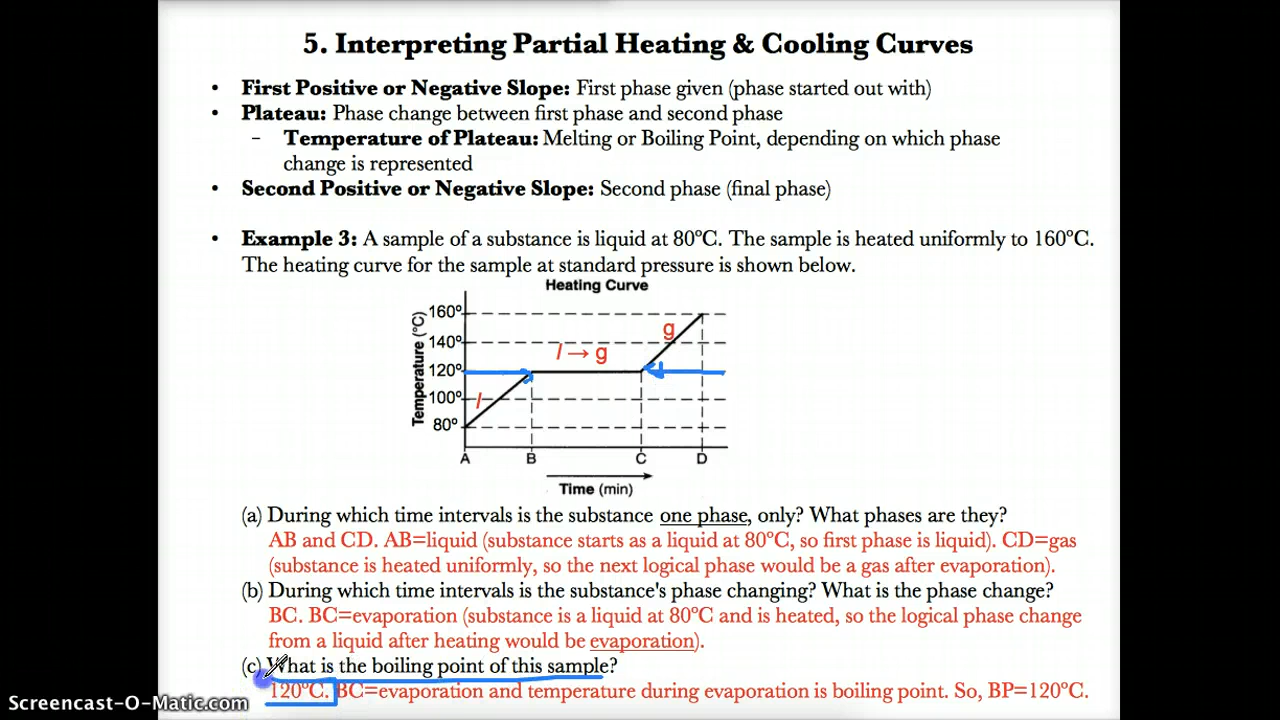 5. Interpreting Partial Heating & Cooling Curves
• First Positive or Negative Slope: First phase given (phase started out with)
• Plateau: Phase change between first phase and second phase
– Temperature of Plateau: Melting or Boiling Point, depending on which phase
change is represented
• Second Positive or Negative Slope: Second phase (final phase)
• Example 3: A sample of a substance is liquid at 80°C. The sample is heated uniformly to 160°C.
The heating curve for the sample at standard pressure is shown below.
Heating Curve
Temperature (°C)
160°
140°
120°
100°
80°
l
l → g
g
A B C D
Time (min)
(a) During which time intervals is the substance one phase, only? What phases are they?
AB and CD. AB=liquid (substance starts as a liquid at 80°C, so first phase is liquid). CD=gas
(substance is heated uniformly, so the next logical phase would be a gas after evaporation).
(b) During which time intervals is the substance's phase changing? What is the phase change?
BC. BC=evaporation (substance is a liquid at 80°C and is heated, so the logical phase change
from a liquid after heating would be evaporation).
(c) What is the boiling point of this sample?
120°C. BC=evaporation and temperature during evaporation is boiling point. So, BP=120°C.
Screencast-O-Matic.com